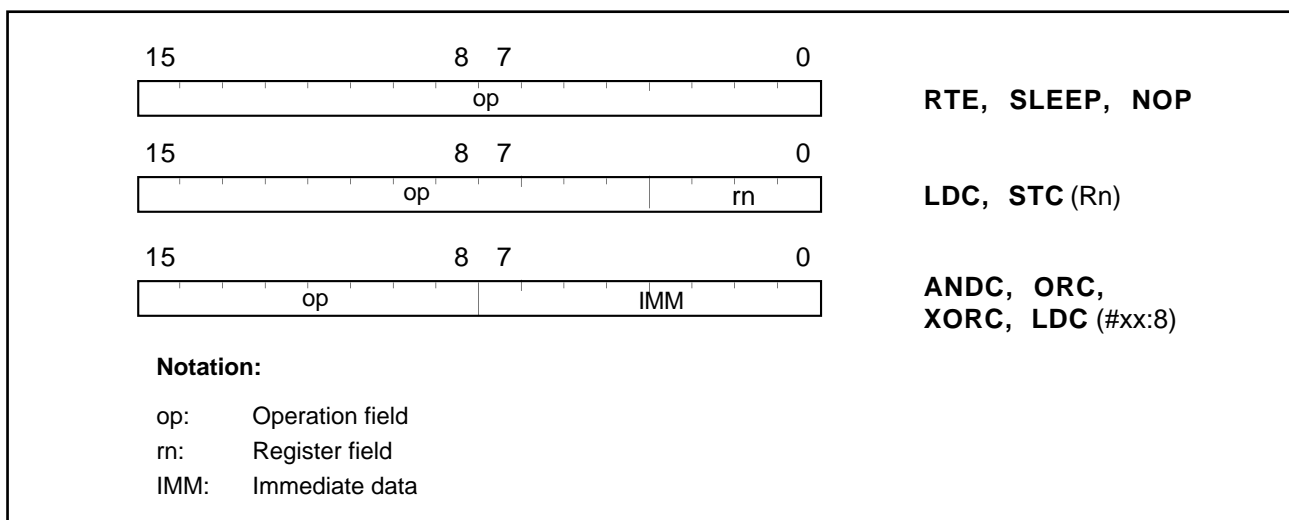 15 8 7 0
op
RTE, SLEEP, NOP
15 8 7 0
op rn
LDC, STC (Rn)
15 8 7 0
op IMM
ANDC, ORC,
XORC, LDC (#xx:8)
Notation:
op: Operation field
rn: Register field
IMM: Immediate data